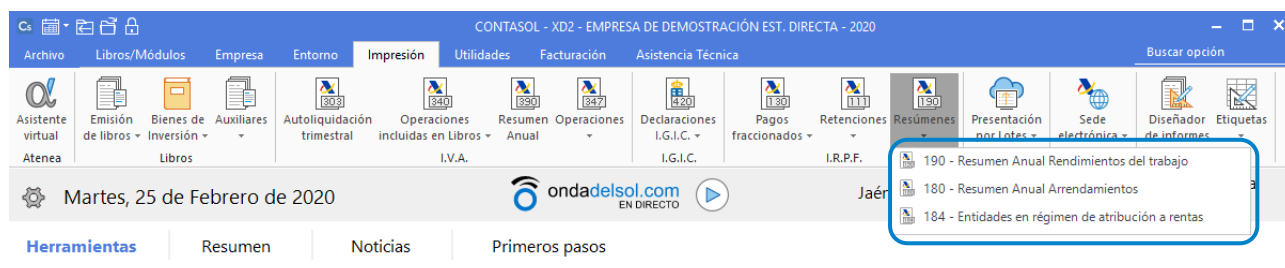 Cs CONTASOL - XD2 - EMPRESA DE DEMOSTRACIÓN EST. DIRECTA - 2020
Archivo Libros/Módulos Empresa Entorno Impresión Utilidades Facturación Asistencia Técnica Buscar opción
303 340 390 347 420 130 111 190
Asistente Emisión Bienes de Auxiliares Autoliquidación Operaciones Resumen Operaciones Declaraciones Pagos Retenciones Resúmenes Presentación Sede Diseñador Etiquetas
virtual de libros Inversión trimestral incluidas en Libros Anual I.G.I.C. fraccionados por Lotes electrónica de informes
Atenea Libros I.V.A. I.G.I.C. I.R.P.F.
190 - Resumen Anual Rendimientos del trabajo
180 - Resumen Anual Arrendamientos
184 - Entidades en régimen de atribución a rentas
Martes, 25 de Febrero de 2020 ondadelsol.com Jaén
EN DIRECTO
Herramientas Resumen Noticias Primeros pasos